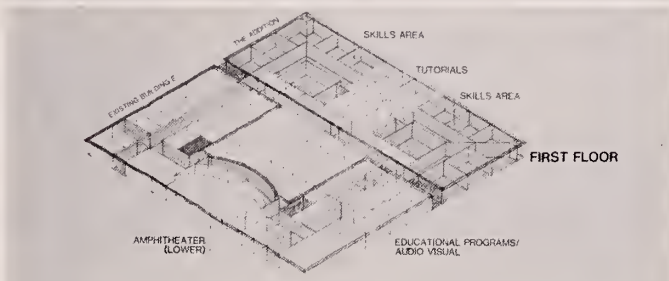 THE ADDITION
SKILLS AREA
TUTORIALS
EXISTING BUILDING E
SKILLS AREA
FIRST FLOOR
AMPHITHEATER
(LOWER)
EDUCATIONAL PROGRAMS/
AUDIO VISUAL